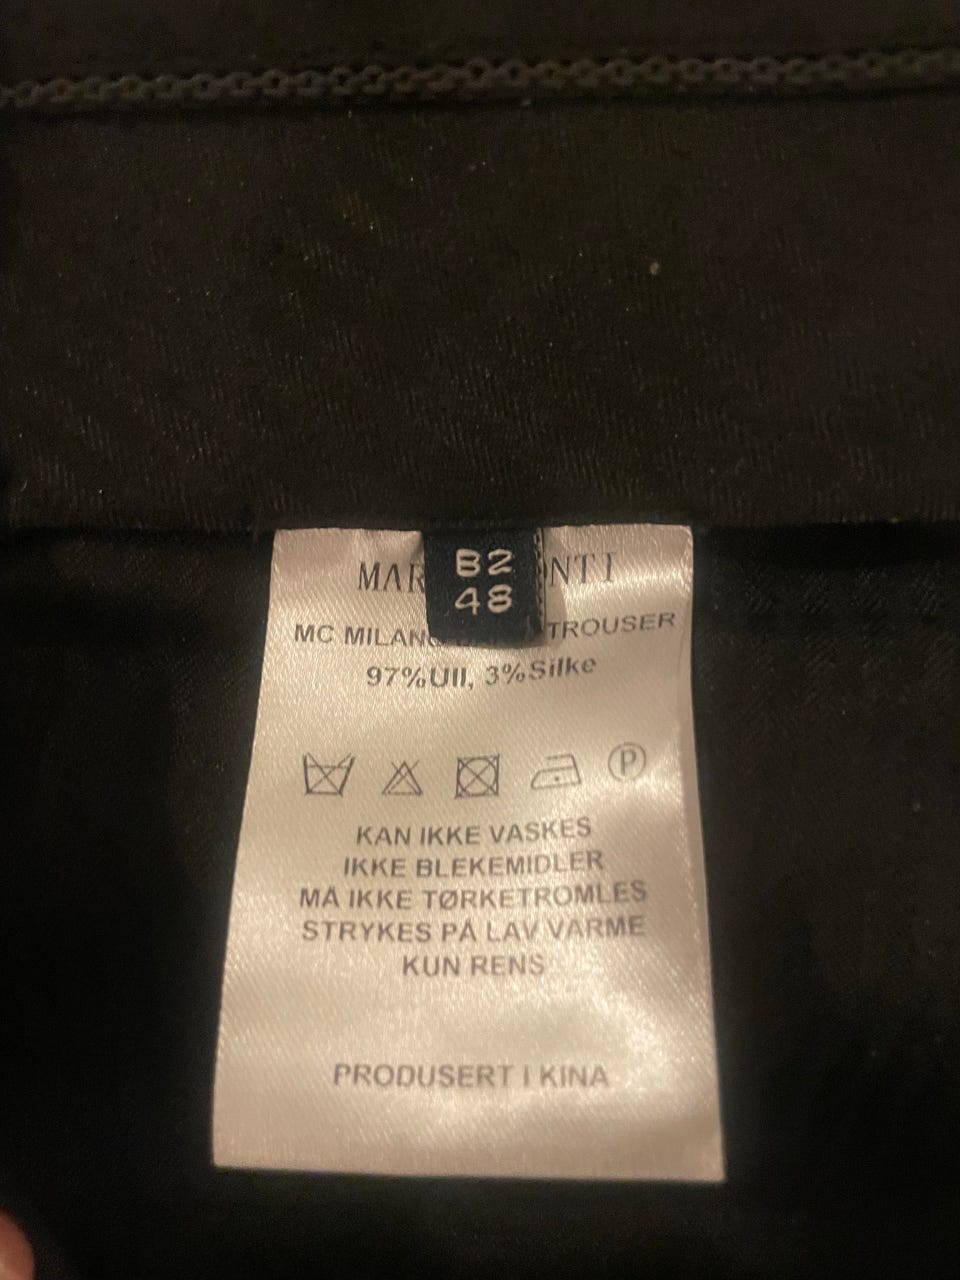 B2
48
MC TROUSER
97%Ull, 3%Silke
P
KAN IKKE VASKES
IKKE BLEKEMIDLER
MÅ IKKE TØRKETROMLES
STRYKES PÅ LAV VARME
KUN RENS
PRODUSERT I KINA